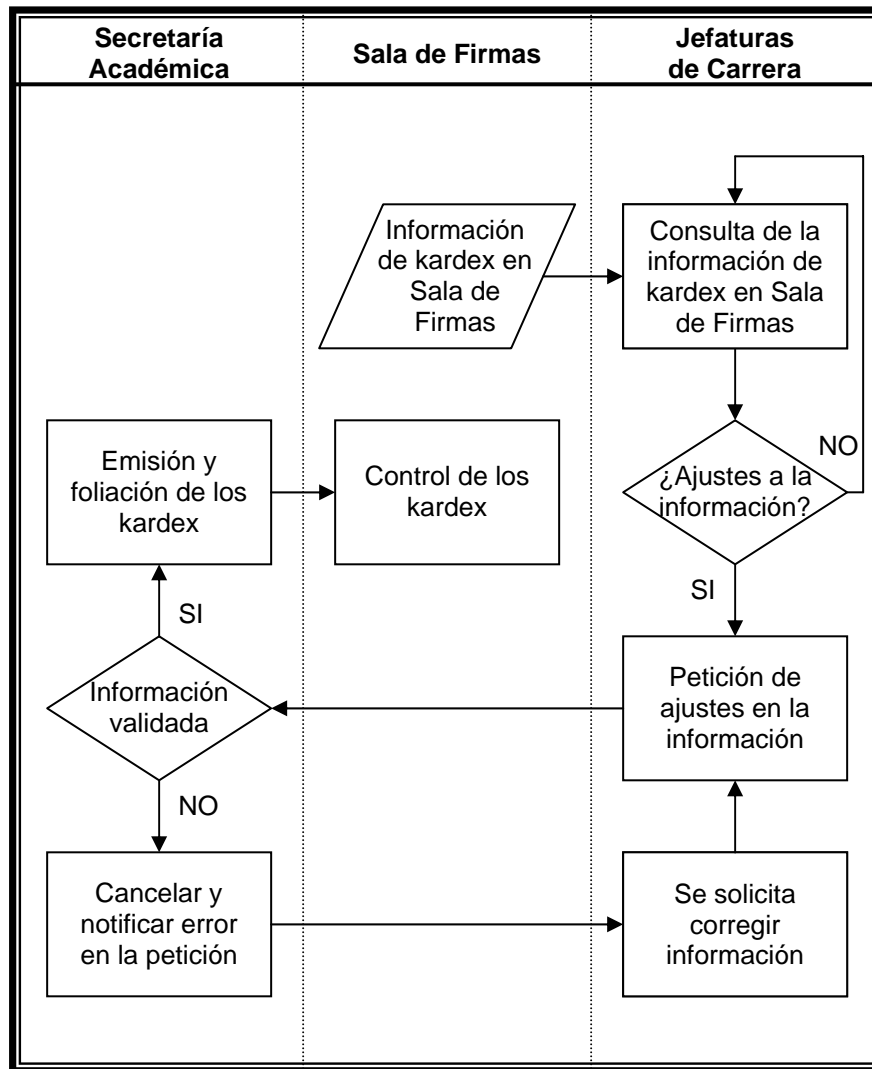 Secretaría
Académica
Sala de Firmas
Jefaturas
de Carrera
Información
de kardex en
Sala de
Firmas
Consulta de la
información de
kardex en Sala
de Firmas
Emisión y
foliación de los
kardex
Control de los
kardex
¿Ajustes a la
información?
NO
SI
SI
Información
validada
Petición de
ajustes en la
información
NO
Cancelar y
notificar error
en la petición
Se solicita
corregir
información